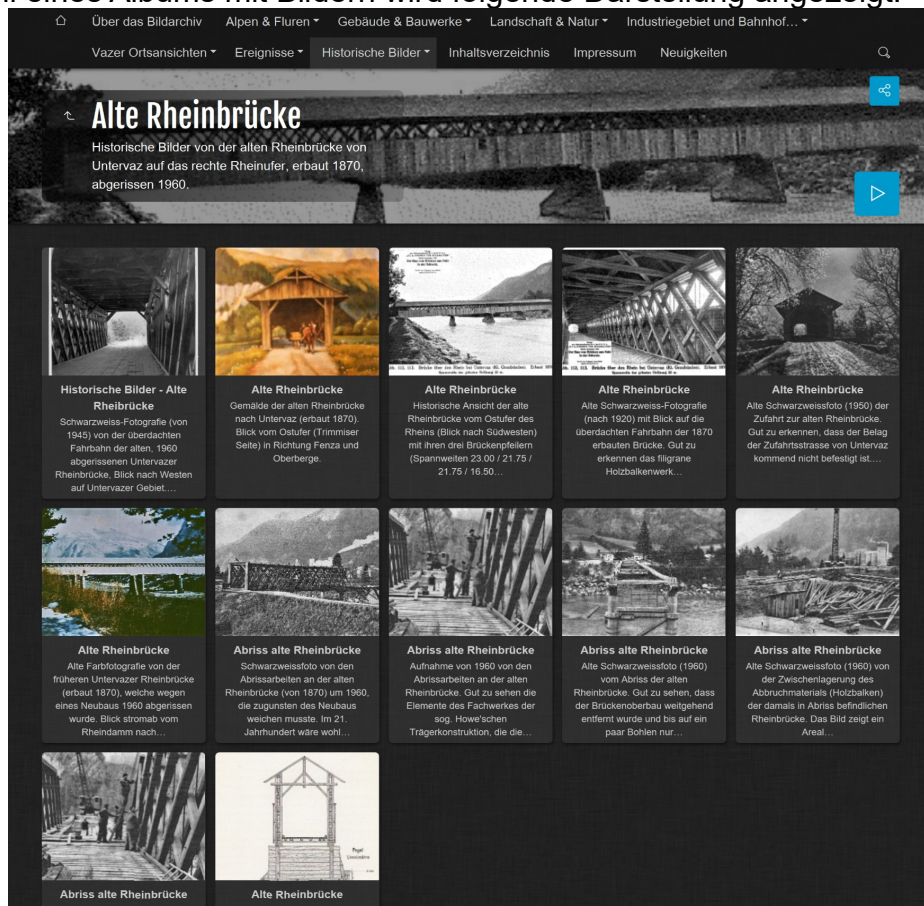 eines Albums mit Bildern wird folgende Darstellung angezeigt:
Über das Bildarchiv Alpen & Fluren Gebäude & Bauwerke Landschaft & Natur Industriegebiet und Bahnhof…
Vazer Ortsansichten Ereignisse Historische Bilder Inhaltsverzeichnis Impressum Neuigkeiten
Alte Rheinbrücke
Historische Bilder von der alten Rheinbrücke von
Untervaz auf das rechte Rheinufer, erbaut 1870,
abgerissen 1960.
Historische Bilder - Alte
Rheibrücke
Schwarzweiss-Fotografie (von
1945) von der überdachten
Fahrbahn der alten, 1960
abgerissenen Untervazer
Rheinbrücke, Blick nach Westen
auf Untervazer Gebiet.…
Alte Rheinbrücke
Gemälde der alten Rheinbrücke
nach Untervaz (erbaut 1870).
Blick vom Ostufer (Trimmiser
Seite) in Richtung Fenza und
Oberberge.
Alte Rheinbrücke
Historische Ansicht der alte
Rheinbrücke vom Ostufer des
Rheins (Blick nach Südwesten)
mit ihren drei Brückenpfeilern
(Spannweiten 23.00 / 21.75 /
21.75 / 16.50…
Alte Rheinbrücke
Alte Schwarzweiss-Fotografie
(nach 1920) mit Blick auf die
überdachten Fahrbahn der 1870
erbauten Brücke. Gut zu
erkennen das filigrane
Holzbalkenwerk…
Alte Rheinbrücke
Alte Schwarzweissfoto (1950) der
Zufahrt zur alten Rheinbrücke.
Gut zu erkennen, dass der Belag
der Zufahrtsstrasse von Untervaz
kommend nicht befestigt ist.…
Alte Rheinbrücke
Alte Farbfotografie von der
früheren Untervazer Rheinbrücke
(erbaut 1870), welche wegen
eines Neubaus 1960 abgerissen
wurde. Blick stromab vom
Rheindamm nach…
Abriss alte Rheinbrücke
Schwarzweissfoto von den
Abrissarbeiten an der alten
Rheinbrücke (von 1870) um 1960,
die zugunsten des Neubaus
weichen musste. Im 21.
Jahrhundert wäre wohl…
Abriss alte Rheinbrücke
Aufnahme von 1960 von den
Abrissarbeiten an der alten
Rheinbrücke. Gut zu sehen die
Elemente des Fachwerkes der
sog. Howe'schen
Trägerkonstruktion, die die…
Abriss alte Rheinbrücke
Alte Schwarzweissfoto (1960)
vom Abriss der alten
Rheinbrücke. Gut zu sehen, dass
der Brückenoberbau weitgehend
entfernt wurde und bis auf ein
paar Bohlen nur…
Abriss alte Rheinbrücke
Alte Schwarzweissfoto (1960) von
der Zwischenlagerung des
Abbruchmaterials (Holzbalken)
der damals in Abriss befindlichen
Rheinbrücke. Das Bild zeigt ein
Areal…
Abriss alte Rheinbrücke
Alte Rheinbrücke